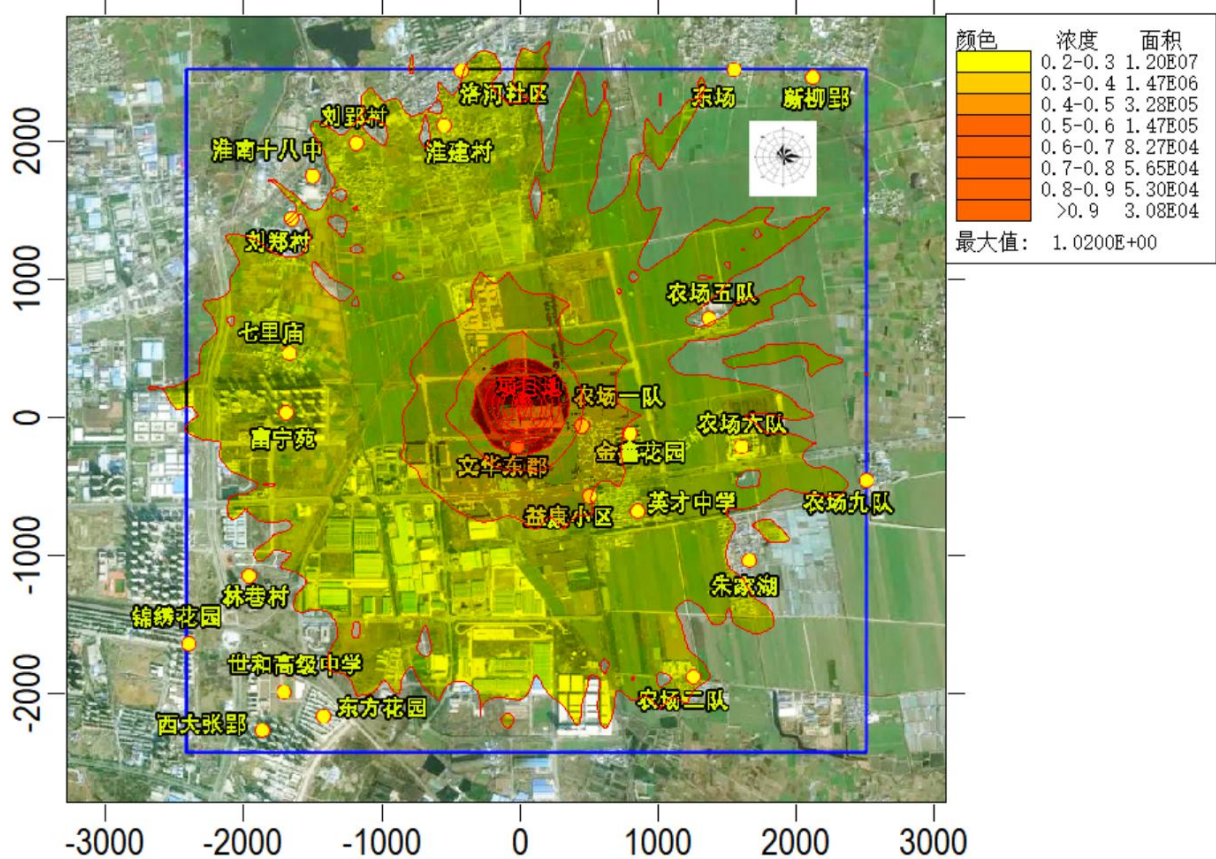 颜色 浓度 面积
0.2-0.3 1.20E07
0.3-0.4 1.47E06
0.4-0.5 3.28E05
0.5-0.6 1.47E05
0.6-0.7 8.27E04
0.7-0.8 5.65E04
0.8-0.9 5.30E04
>0.9 3.08E04
最大值: 1.0200E+00
洛河社区
东场
新柳郢
刘郢村
淮南十八中
淮建村
刘郑村
农场五队
七里庙
农场一队
富宁苑
农场六队
文华东郡
益康小区
英才中学
农场九队
朱家湖
林巷村
锦绣花园
世和高级中学
东方花园
农场二队
西大张郢
2000
1000
0
-1000
-2000
-3000 -2000 -1000 0 1000 2000 3000